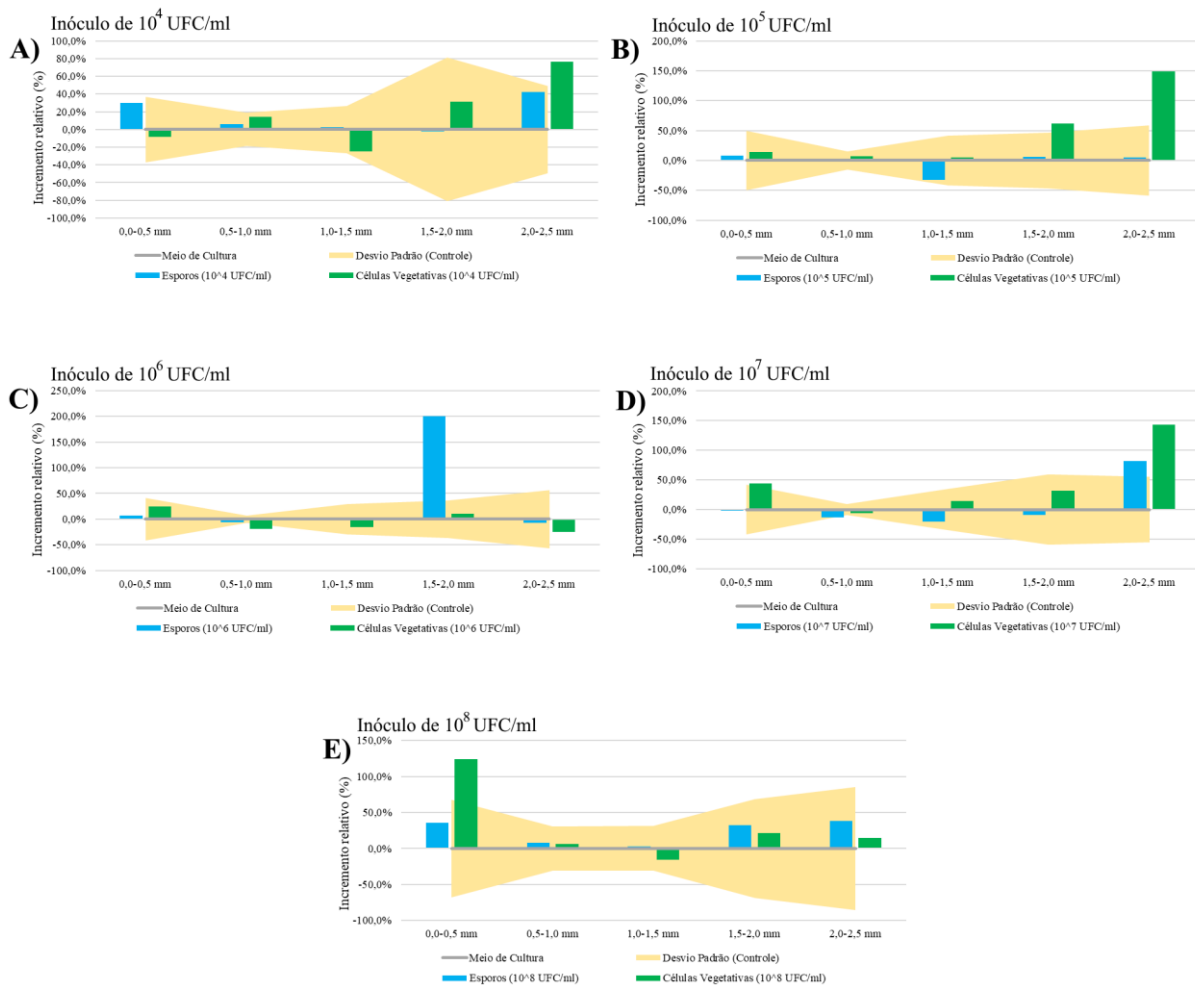 Inóculo de 10^4 UFC/ml
A)
Incremento relativo (%)
100,0%
80,0%
60,0%
40,0%
20,0%
0,0%
-20,0%
-40,0%
-60,0%
-80,0%
-100,0%
0,0-0,5 mm 0,5-1,0 mm 1,0-1,5 mm 1,5-2,0 mm 2,0-2,5 mm
Meio de Cultura Desvio Padrão (Controle)
Esporos (10^4 UFC/ml) Células Vegetativas (10^4 UFC/ml)
Inóculo de 10^5 UFC/ml
B)
Incremento relativo (%)
200,0%
150,0%
100,0%
50,0%
0,0%
-50,0%
-100,0%
0,0-0,5 mm 0,5-1,0 mm 1,0-1,5 mm 1,5-2,0 mm 2,0-2,5 mm
Meio de Cultura Desvio Padrão (Controle)
Esporos (10^5 UFC/ml) Células Vegetativas (10^5 UFC/ml)
Inóculo de 10^6 UFC/ml
C)
Incremento relativo (%)
250,0%
200,0%
150,0%
100,0%
50,0%
0,0%
-50,0%
-100,0%
0,0-0,5 mm 0,5-1,0 mm 1,0-1,5 mm 1,5-2,0 mm 2,0-2,5 mm
Meio de Cultura Desvio Padrão (Controle)
Esporos (10^6 UFC/ml) Células Vegetativas (10^6 UFC/ml)
Inóculo de 10^7 UFC/ml
D)
Incremento relativo (%)
200,0%
150,0%
100,0%
50,0%
0,0%
-50,0%
-100,0%
0,0-0,5 mm 0,5-1,0 mm 1,0-1,5 mm 1,5-2,0 mm 2,0-2,5 mm
Meio de Cultura Desvio Padrão (Controle)
Esporos (10^7 UFC/ml) Células Vegetativas (10^7 UFC/ml)
Inóculo de 10^8 UFC/ml
E)
Incremento relativo (%)
150,0%
100,0%
50,0%
0,0%
-50,0%
-100,0%
0,0-0,5 mm 0,5-1,0 mm 1,0-1,5 mm 1,5-2,0 mm 2,0-2,5 mm
Meio de Cultura Desvio Padrão (Controle)
Esporos (10^8 UFC/ml) Células Vegetativas (10^8 UFC/ml)